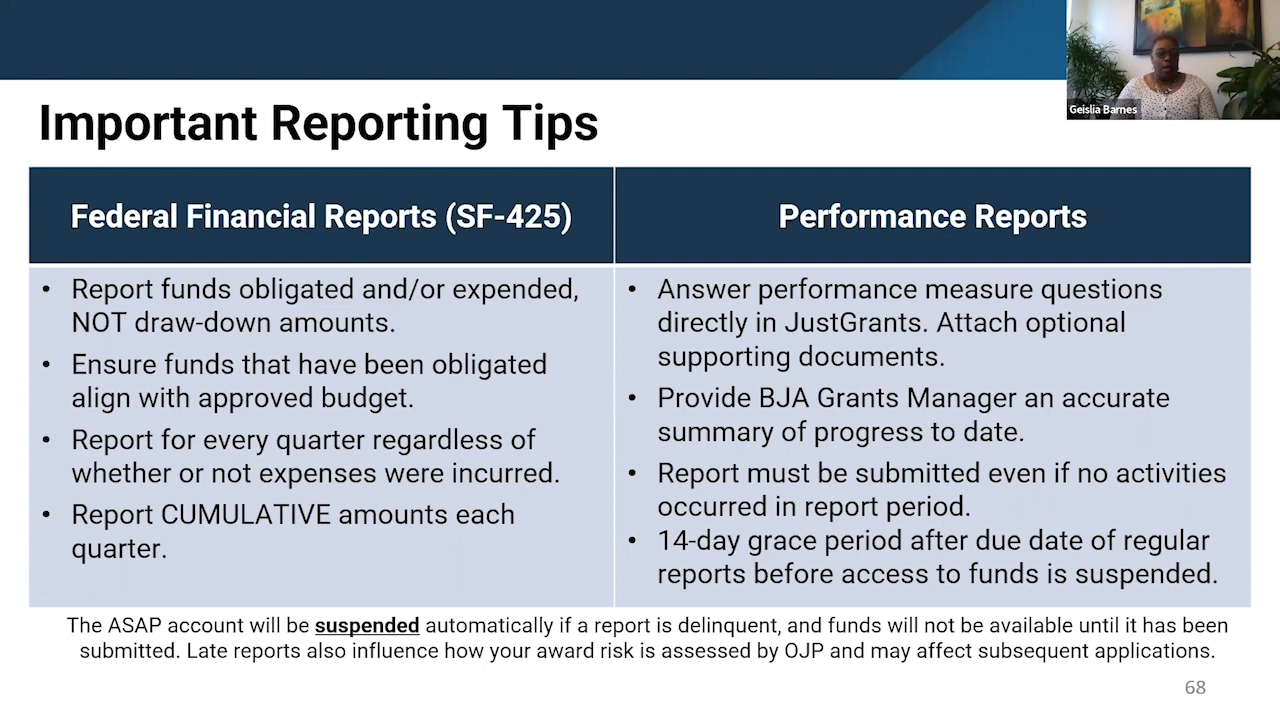 Geislia Barnes
Important Reporting Tips
Federal Financial Reports (SF-425)
Performance Reports
• Report funds obligated and/or expended,
NOT draw-down amounts.
• Ensure funds that have been obligated
align with approved budget.
• Report for every quarter regardless of
whether or not expenses were incurred.
• Report CUMULATIVE amounts each
quarter.
• Answer performance measure questions
directly in JustGrants. Attach optional
supporting documents.
• Provide BJA Grants Manager an accurate
summary of progress to date.
• Report must be submitted even if no activities
occurred in report period.
• 14-day grace period after due date of regular
reports before access to funds is suspended.
The ASAP account will be suspended automatically if a report is delinquent, and funds will not be available until it has been
submitted. Late reports also influence how your award risk is assessed by OJP and may affect subsequent applications.
68